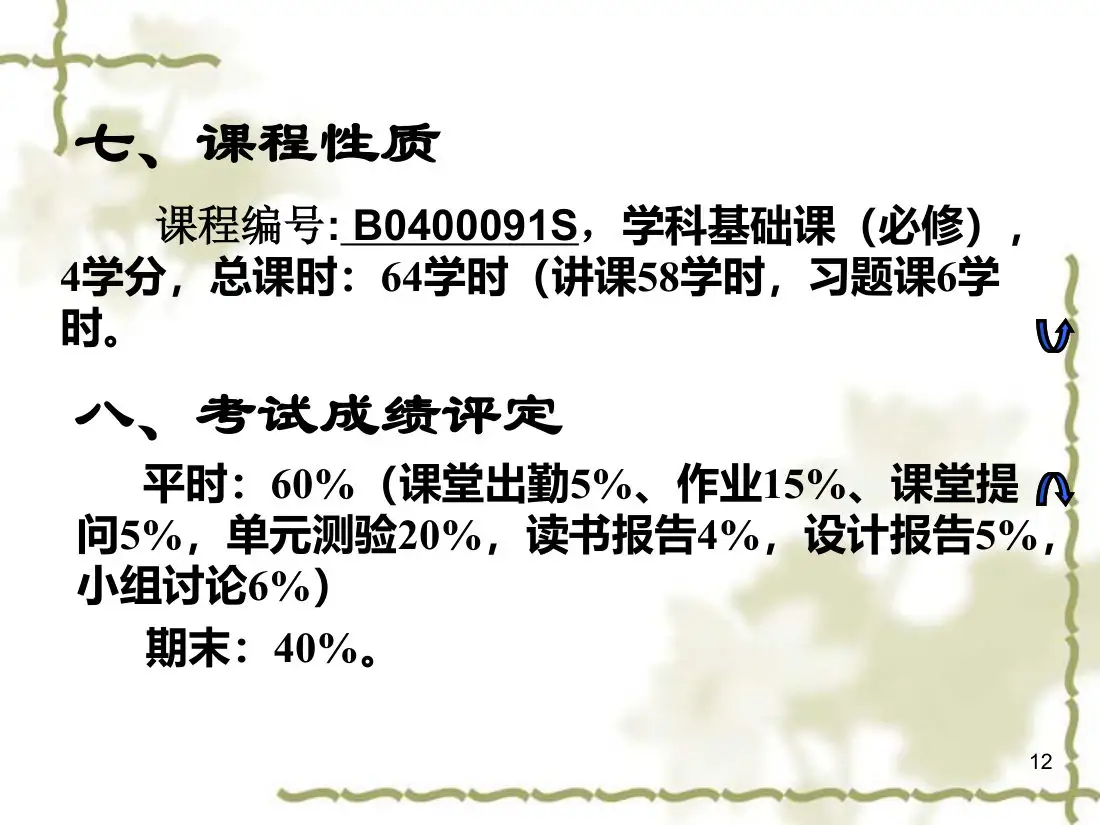 七、课程性质
课程编号: B0400091S，学科基础课（必修），
4学分，总课时：64学时（讲课58学时，习题课6学
时。
八、考试成绩评定
平时：60%（课堂出勤5%、作业15%、课堂提
问5%，单元测验20%，读书报告4%，设计报告5%，
小组讨论6%）
期末：40%。
12